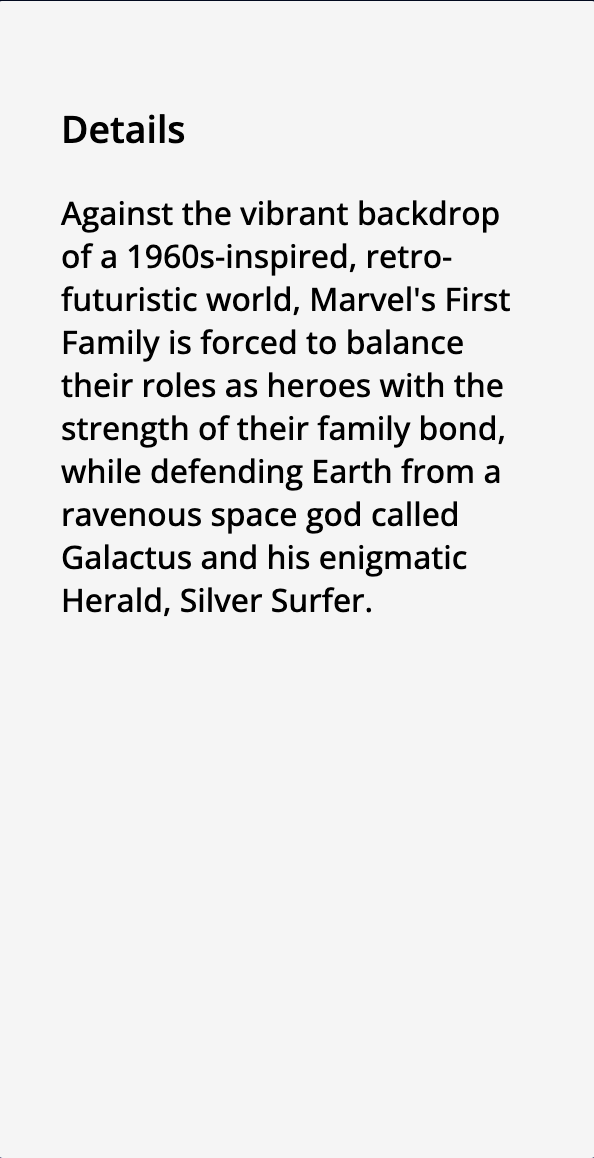 Details
Against the vibrant backdrop
of a 1960s-inspired, retro-
futuristic world, Marvel's First
Family is forced to balance
their roles as heroes with the
strength of their family bond,
while defending Earth from a
ravenous space god called
Galactus and his enigmatic
Herald, Silver Surfer.